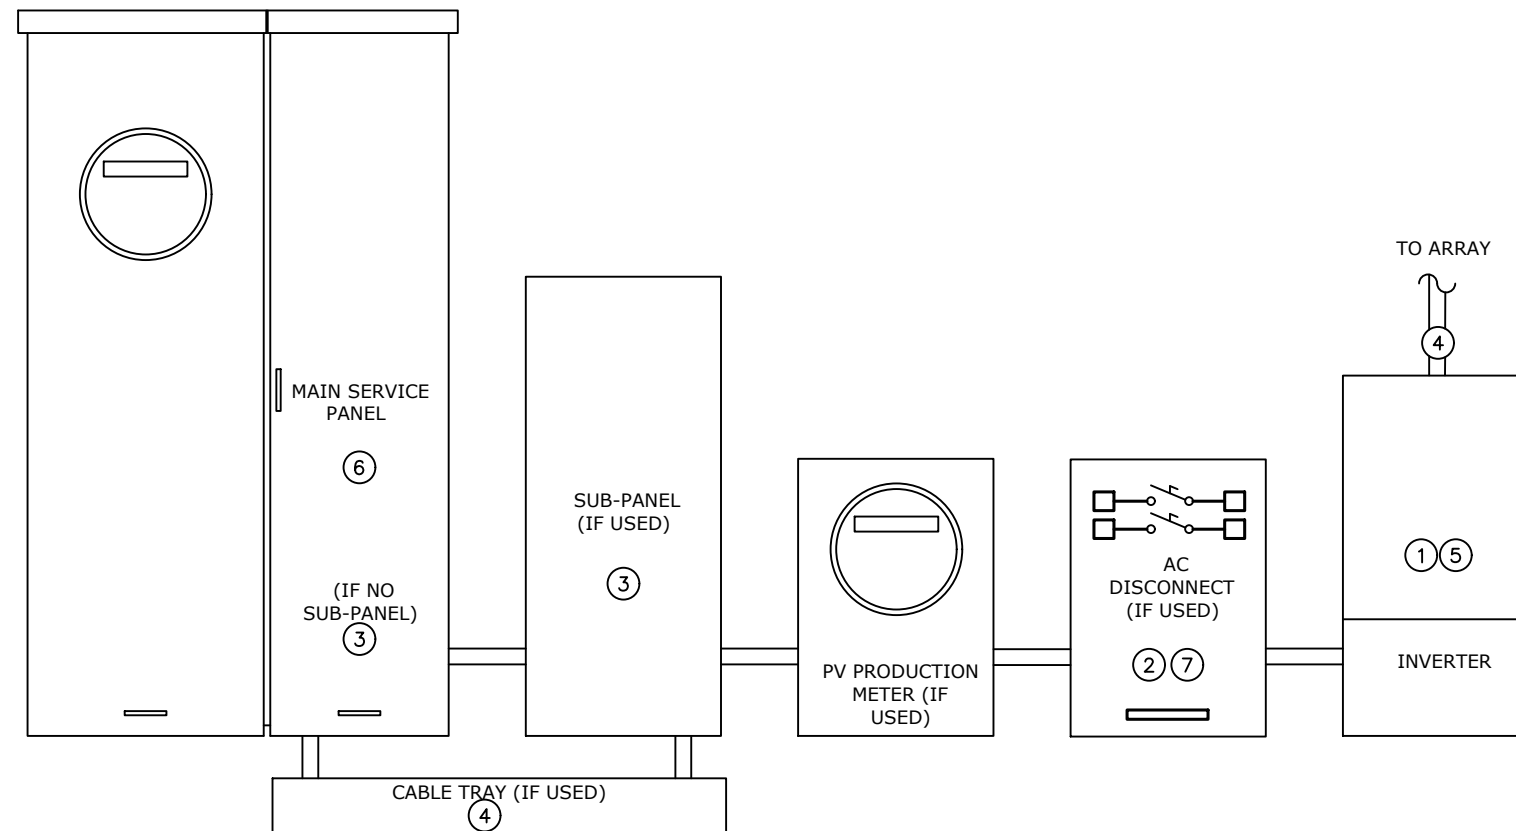 TO ARRAY
4
MAIN SERVICE
PANEL
6
(IF NO
SUB-PANEL)
3
SUB-PANEL
(IF USED)
3
PV PRODUCTION
METER (IF
USED)
AC
DISCONNECT
(IF USED)
2 7
1 5
INVERTER
CABLE TRAY (IF USED)
4